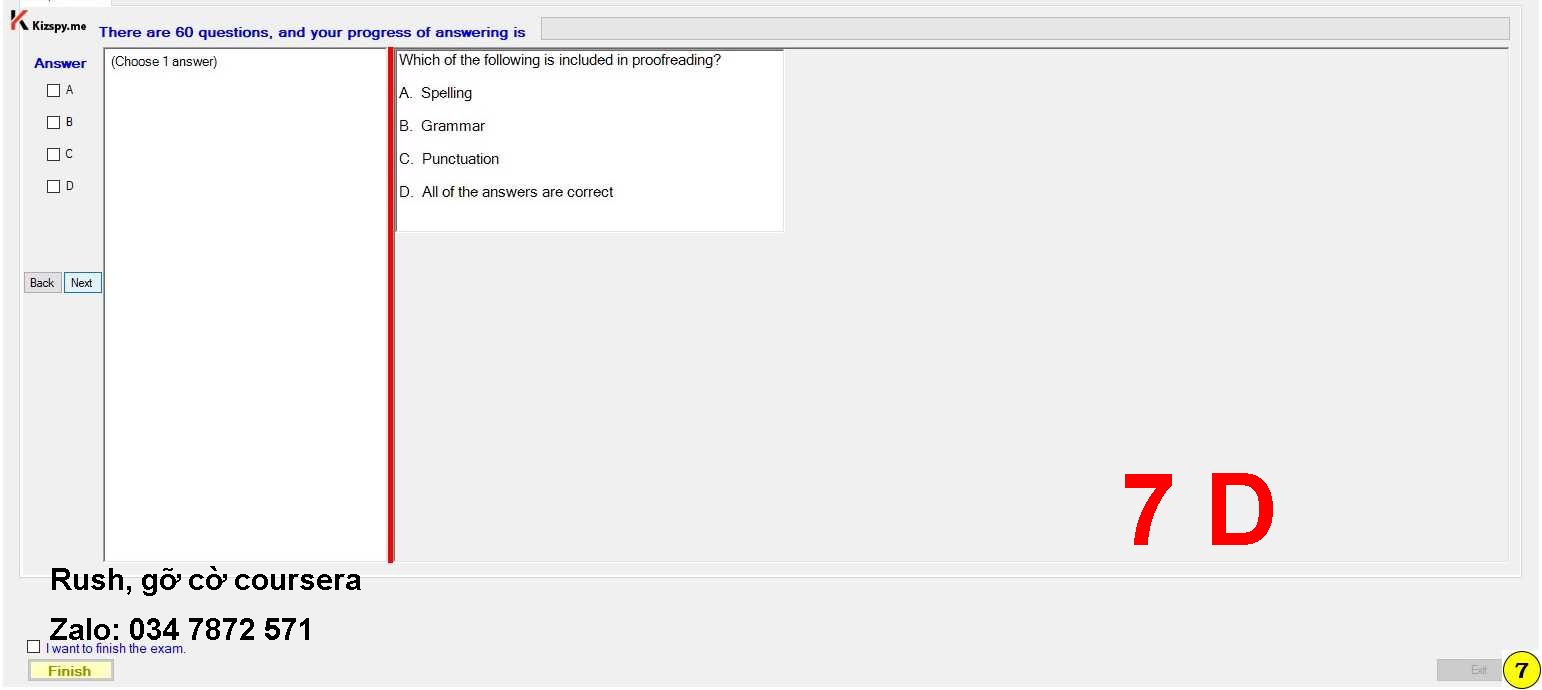 Kizspy.me
There are 60 questions, and your progress of answering is
Answer
(Choose 1 answer)
A
B
C
D
Back
Next
Which of the following is included in proofreading?
A. Spelling
B. Grammar
C. Punctuation
D. All of the answers are correct
7 D
Rush, gỡ cờ coursera
Zalo: 034 7872 571
I want to finish the exam.
Finish
Exit
7